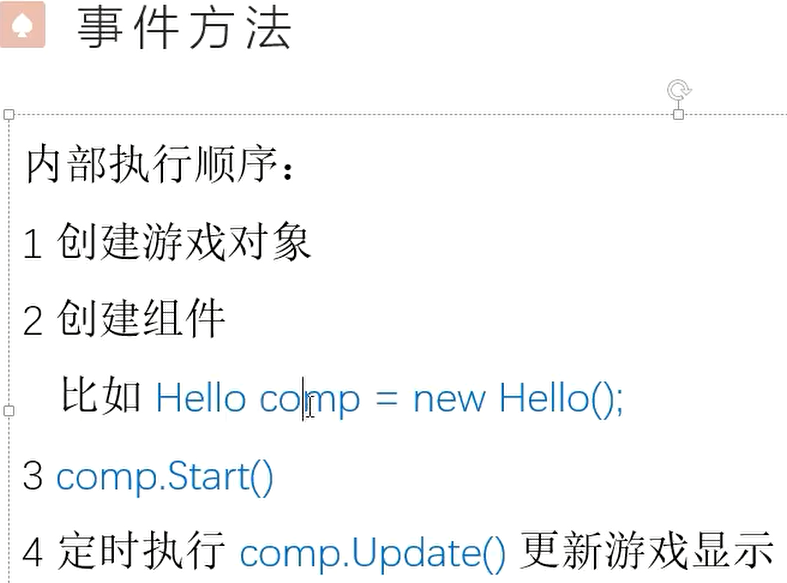 事件方法
内部执行顺序：
1 创建游戏对象
2 创建组件
比如 Hello comp = new Hello();
3 comp.Start()
4 定时执行 comp.Update() 更新游戏显示